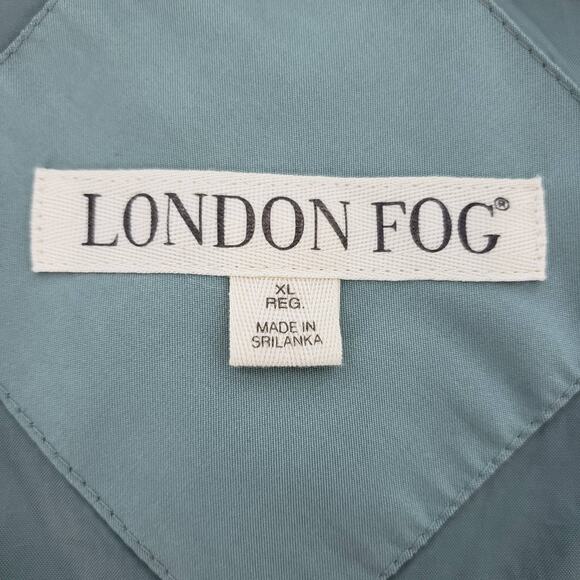 LONDON FOG®
XL
REG.
MADE IN
SRILANKA